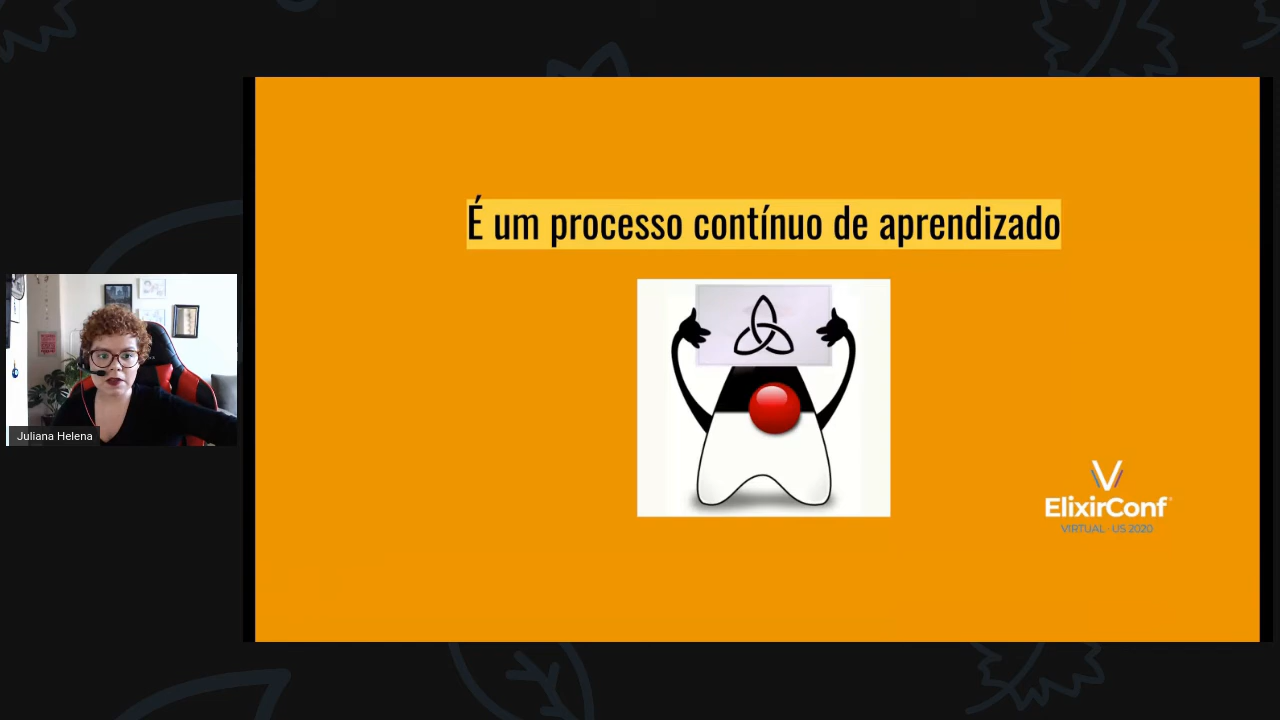 É um processo contínuo de aprendizado
Juliana Helena
ElixirConf
VIRTUAL · US 2020